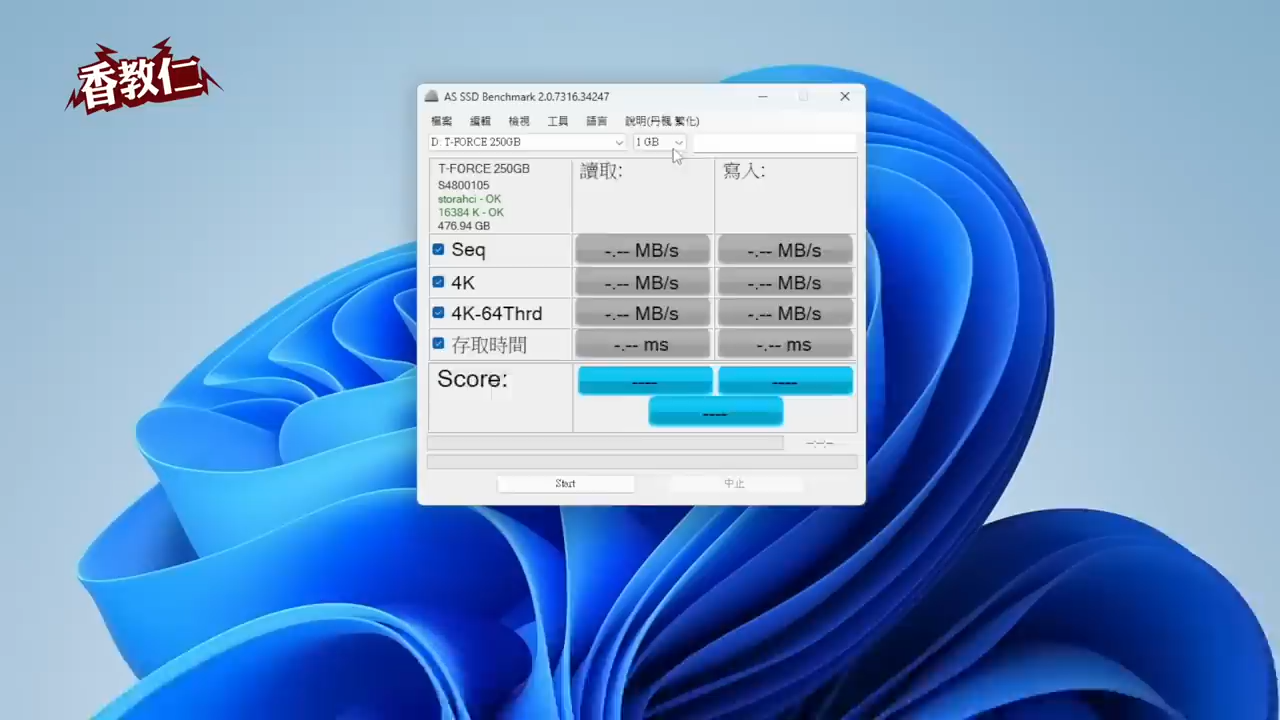 香教仁
AS SSD Benchmark 2.0.7316.34247
檔案 編輯 檢視 工具 語言 說明(丹楓 繁化)
D: T-FORCE 250GB 1 GB
T-FORCE 250GB 讀取: 寫入:
S4800105
storahci - OK
16384 K - OK
476.94 GB
Seq -.-- MB/s -.-- MB/s
4K -.-- MB/s -.-- MB/s
4K-64Thrd -.-- MB/s -.-- MB/s
存取時間 -.-- ms -.-- ms
Score: ---- ----
----
--:--:--
Start 中止